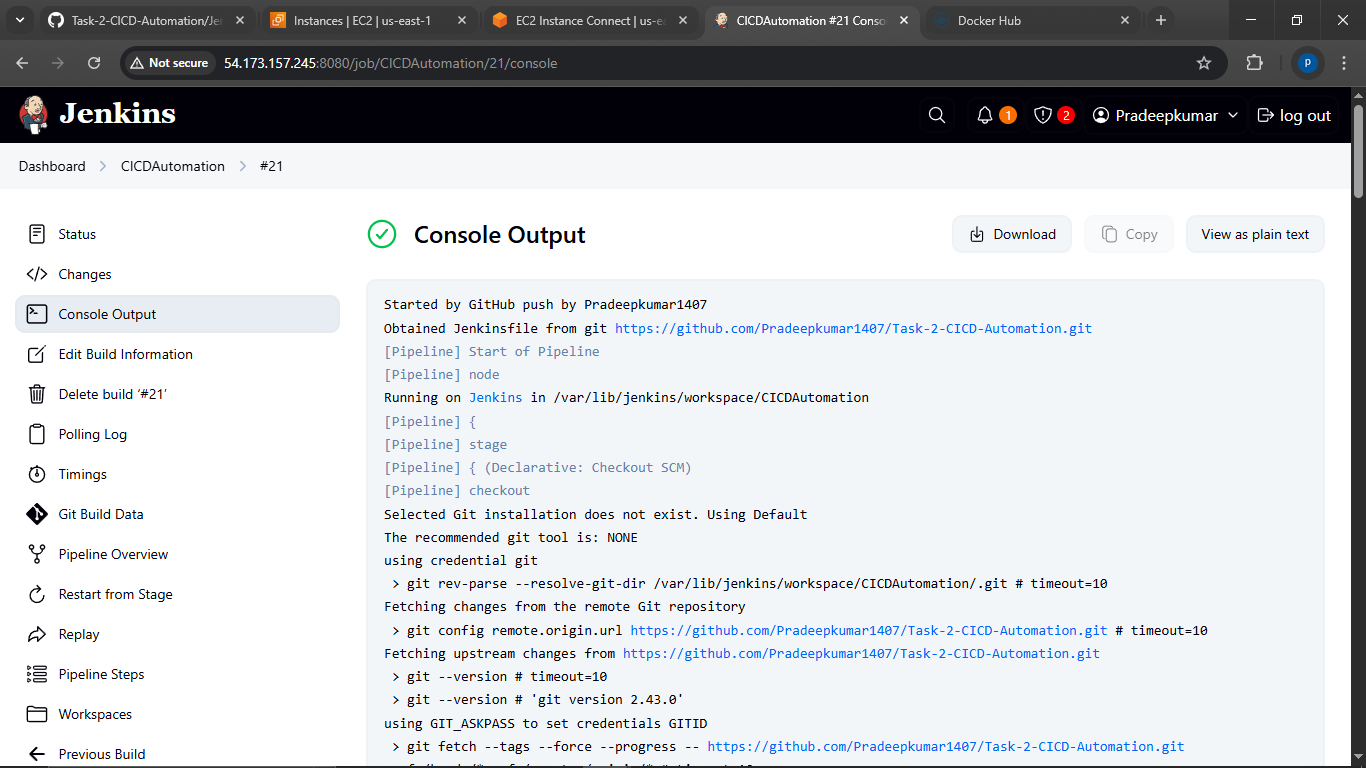 Task-2-CICD-Automation/Jer
Instances | EC2 | us-east-1
EC2 Instance Connect | us-ea
CICDAutomation #21 Conso
Docker Hub
Not secure 54.173.157.245:8080/job/CICDAutomation/21/console
p
Jenkins
1
2
Pradeepkumar
log out
Dashboard
CICDAutomation
#21
Status
Changes
Console Output
Edit Build Information
Delete build ‘#21’
Polling Log
Timings
Git Build Data
Pipeline Overview
Restart from Stage
Replay
Pipeline Steps
Workspaces
Previous Build
Console Output
Download
Copy
View as plain text
Started by GitHub push by Pradeepkumar1407
Obtained Jenkinsfile from git https://github.com/Pradeepkumar1407/Task-2-CICD-Automation.git
[Pipeline] Start of Pipeline
[Pipeline] node
Running on Jenkins in /var/lib/jenkins/workspace/CICDAutomation
[Pipeline] {
[Pipeline] stage
[Pipeline] { (Declarative: Checkout SCM)
[Pipeline] checkout
Selected Git installation does not exist. Using Default
The recommended git tool is: NONE
using credential git
> git rev-parse --resolve-git-dir /var/lib/jenkins/workspace/CICDAutomation/.git # timeout=10
Fetching changes from the remote Git repository
> git config remote.origin.url https://github.com/Pradeepkumar1407/Task-2-CICD-Automation.git # timeout=10
Fetching upstream changes from https://github.com/Pradeepkumar1407/Task-2-CICD-Automation.git
> git --version # timeout=10
> git --version # 'git version 2.43.0'
using GIT_ASKPASS to set credentials GITID
> git fetch --tags --force --progress -- https://github.com/Pradeepkumar1407/Task-2-CICD-Automation.git